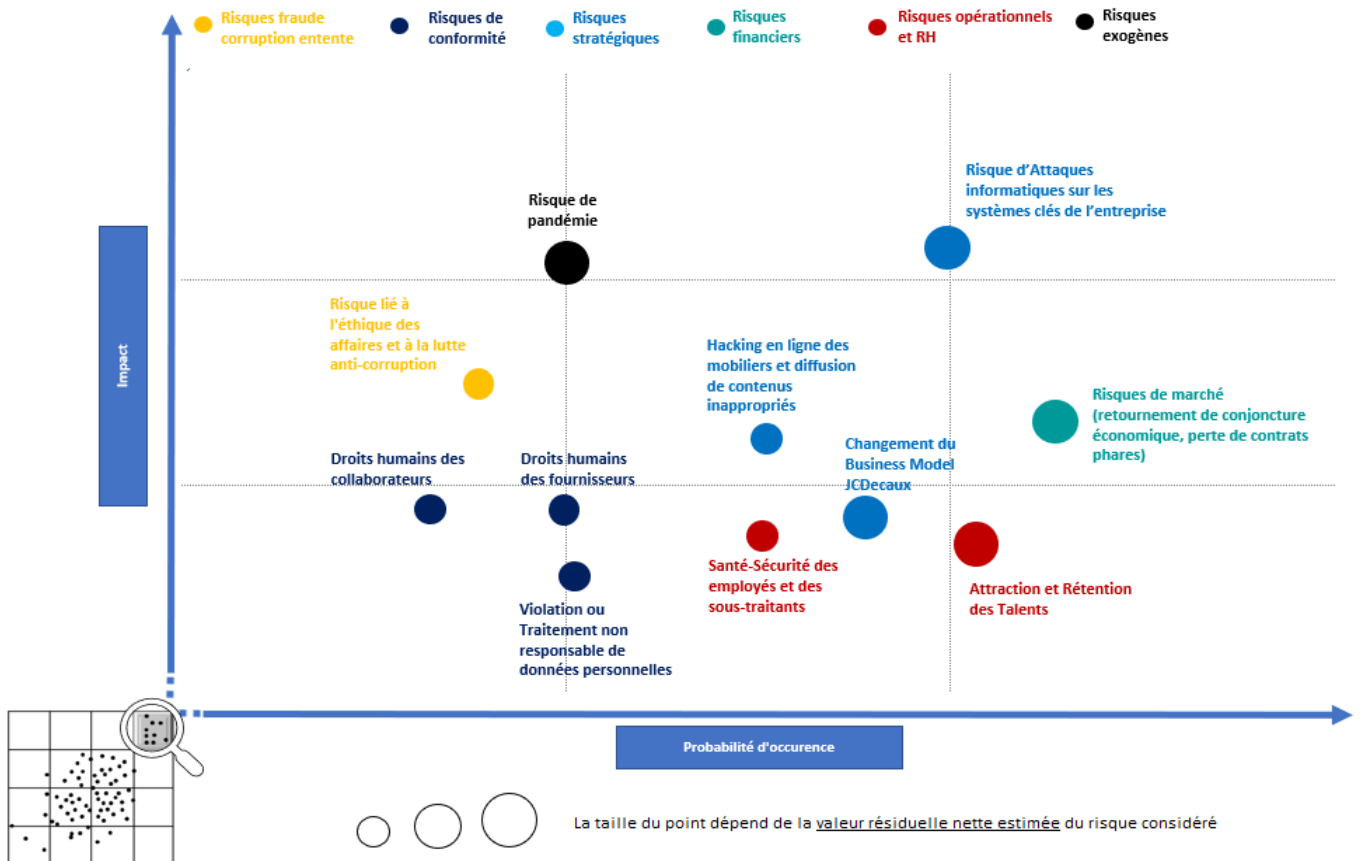 Risques fraude
corruption entente
Risques de
conformité
Risques
stratégiques
Risques
financiers
Risques opérationnels
et RH
Risques
exogènes
Risque d'Attaques
informatiques sur les
systèmes clés de l'entreprise
Risque de
pandémie
Impact
Risque lié à
l'éthique des
affaires et à la lutte
anti-corruption
Hacking en ligne des
mobiliers et diffusion
de contenus
inappropriés
Risques de marché
(retournement de conjoncture
économique, perte de contrats
phares)
Changement du
Business Model
JCDecaux
Droits humains des
collaborateurs
Droits humains
des fournisseurs
Santé-Sécurité des
employés et des
sous-traitants
Attraction et Rétention
des Talents
Violation ou
Traitement non
responsable de
données personnelles
Probabilité d'occurence
La taille du point dépend de la valeur résiduelle nette estimée du risque considéré